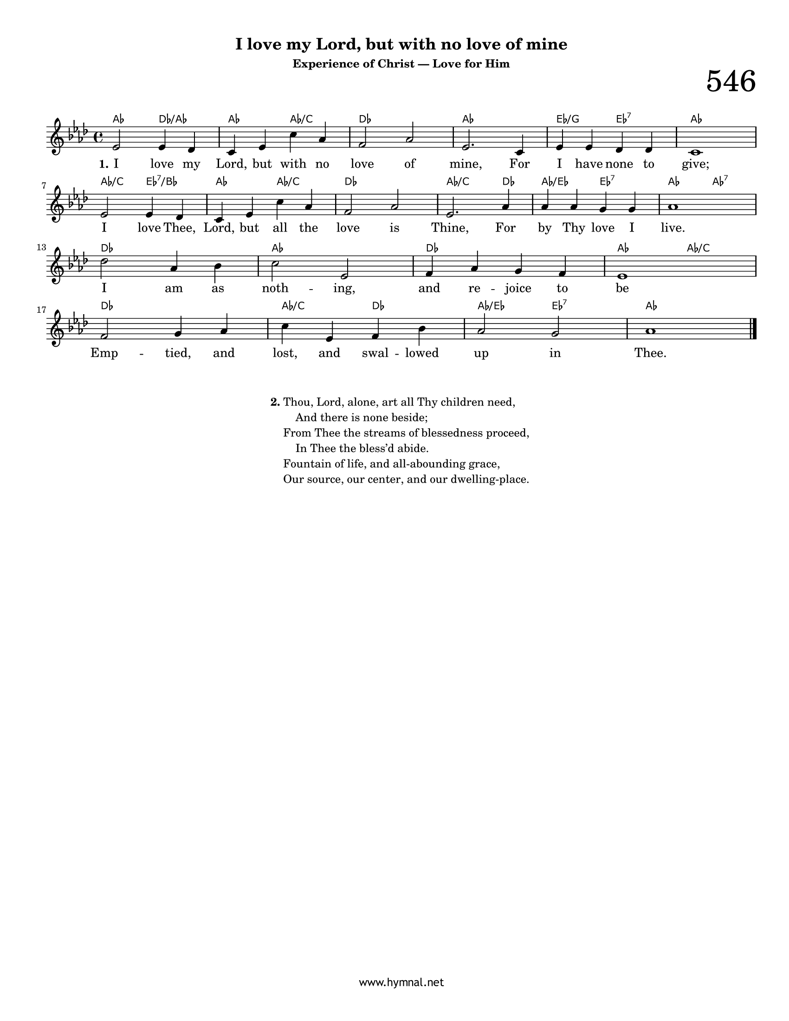 I love my Lord, but with no love of mine
Experience of Christ — Love for Him
546
A♭ D♭/A♭ A♭ A♭/C D♭ A♭ E♭/G E♭7 A♭
1. I love my Lord, but with no love of mine, For I have none to give;
7
A♭/C E♭7/B♭ A♭ A♭/C D♭ A♭/C D♭ A♭/E♭ E♭7 A♭ A♭7
I love Thee, Lord, but all the love is Thine, For by Thy love I live.
13
D♭ A♭ D♭ A♭ A♭/C
I am as noth - ing, and re - joice to be
17
D♭ A♭/C D♭ A♭/E♭ E♭7 A♭
Emp - tied, and lost, and swal - lowed up in Thee.
2. Thou, Lord, alone, art all Thy children need,
And there is none beside;
From Thee the streams of blessedness proceed,
In Thee the bless’d abide.
Fountain of life, and all-abounding grace,
Our source, our center, and our dwelling-place.
www.hymnal.net